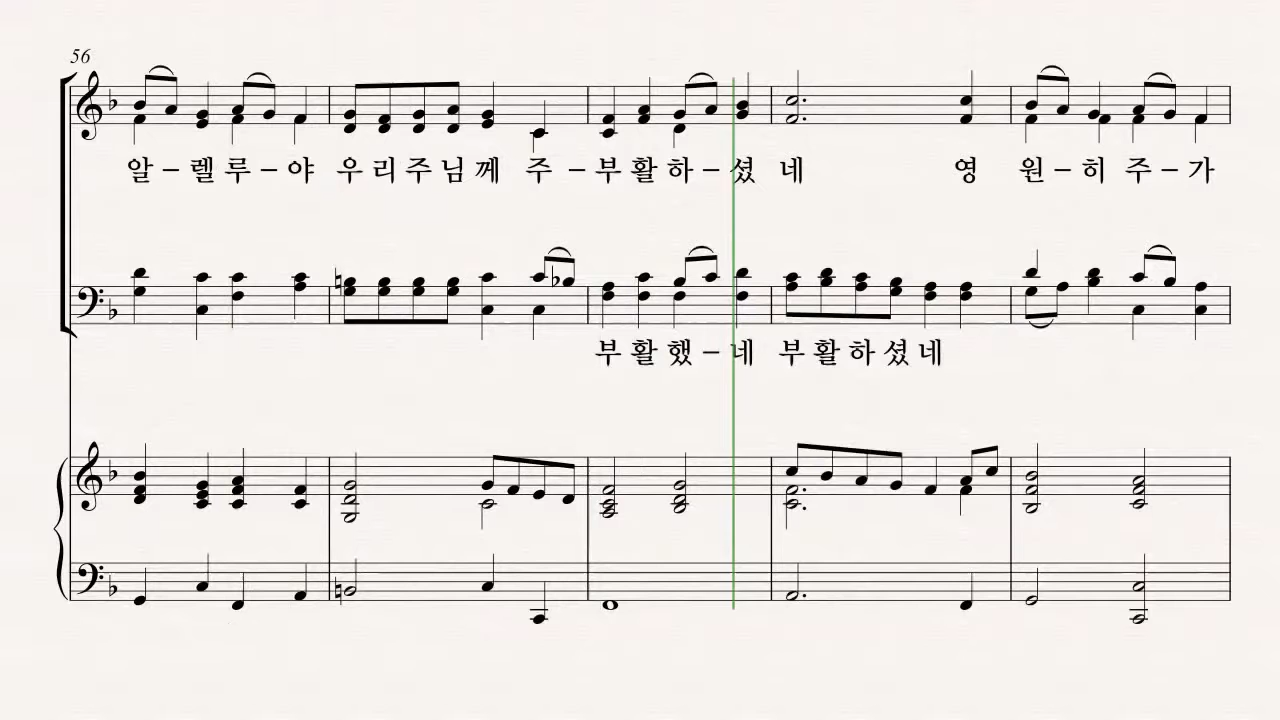 56
알 – 렐 루 – 야 우 리 주 님 께 주 – 부 활 하 – 셨 네 영 원 – 히 주 – 가
부 활 했 – 네 부 활 하 셨 네